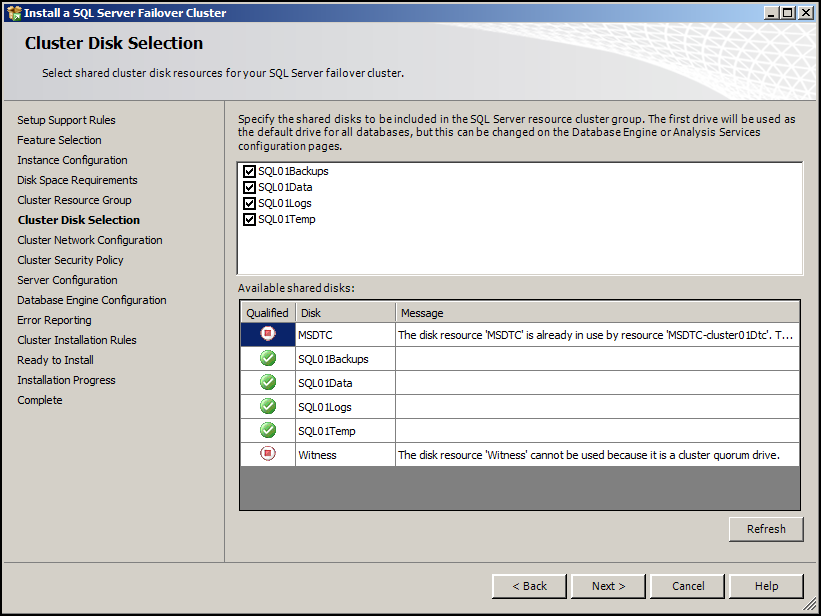 Install a SQL Server Failover Cluster
Cluster Disk Selection
Select shared cluster disk resources for your SQL Server failover cluster.
Setup Support Rules
Feature Selection
Instance Configuration
Disk Space Requirements
Cluster Resource Group
Cluster Disk Selection
Cluster Network Configuration
Cluster Security Policy
Server Configuration
Database Engine Configuration
Error Reporting
Cluster Installation Rules
Ready to Install
Installation Progress
Complete
Specify the shared disks to be included in the SQL Server resource cluster group. The first drive will be used as
the default drive for all databases, but this can be changed on the Database Engine or Analysis Services
configuration pages.
SQL01Backups
SQL01Data
SQL01Logs
SQL01Temp
Available shared disks:
Qualified Disk Message
MSDTC The disk resource 'MSDTC' is already in use by resource 'MSDTC-cluster01Dtc'. T...
SQL01Backups
SQL01Data
SQL01Logs
SQL01Temp
Witness The disk resource 'Witness' cannot be used because it is a cluster quorum drive.
Refresh
< Back Next > Cancel Help